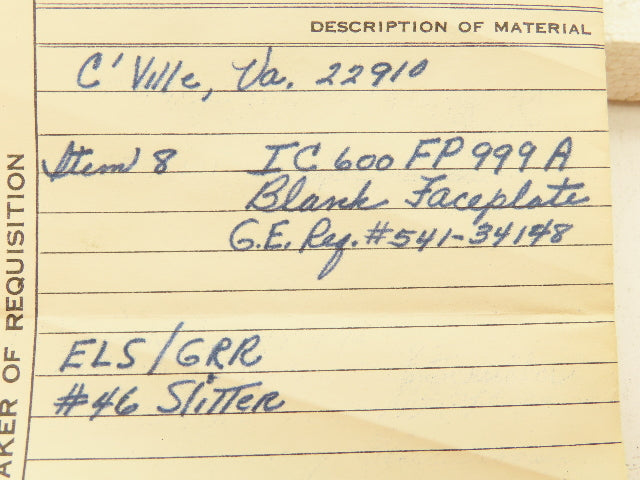 DESCRIPTION OF MATERIAL
C'Ville, Va. 22910
Item 8 IC 600 FP 999 A
Blank Faceplate
G.E. Req. #541-34148
ELS/GRR
#46 Slitter
AKER OF REQUISITION